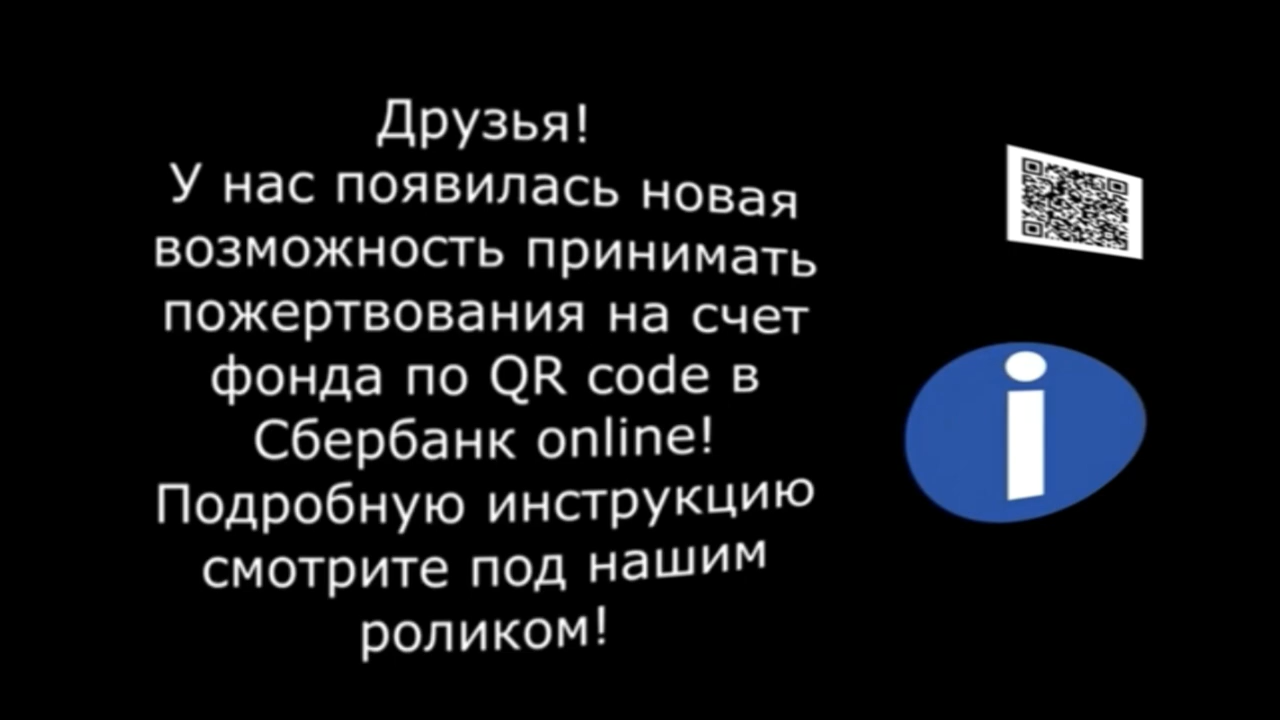 Друзья!
У нас появилась новая
возможность принимать
пожертвования на счет
фонда по QR code в
Сбербанк online!
Подробную инструкцию
смотрите под нашим
роликом!
i